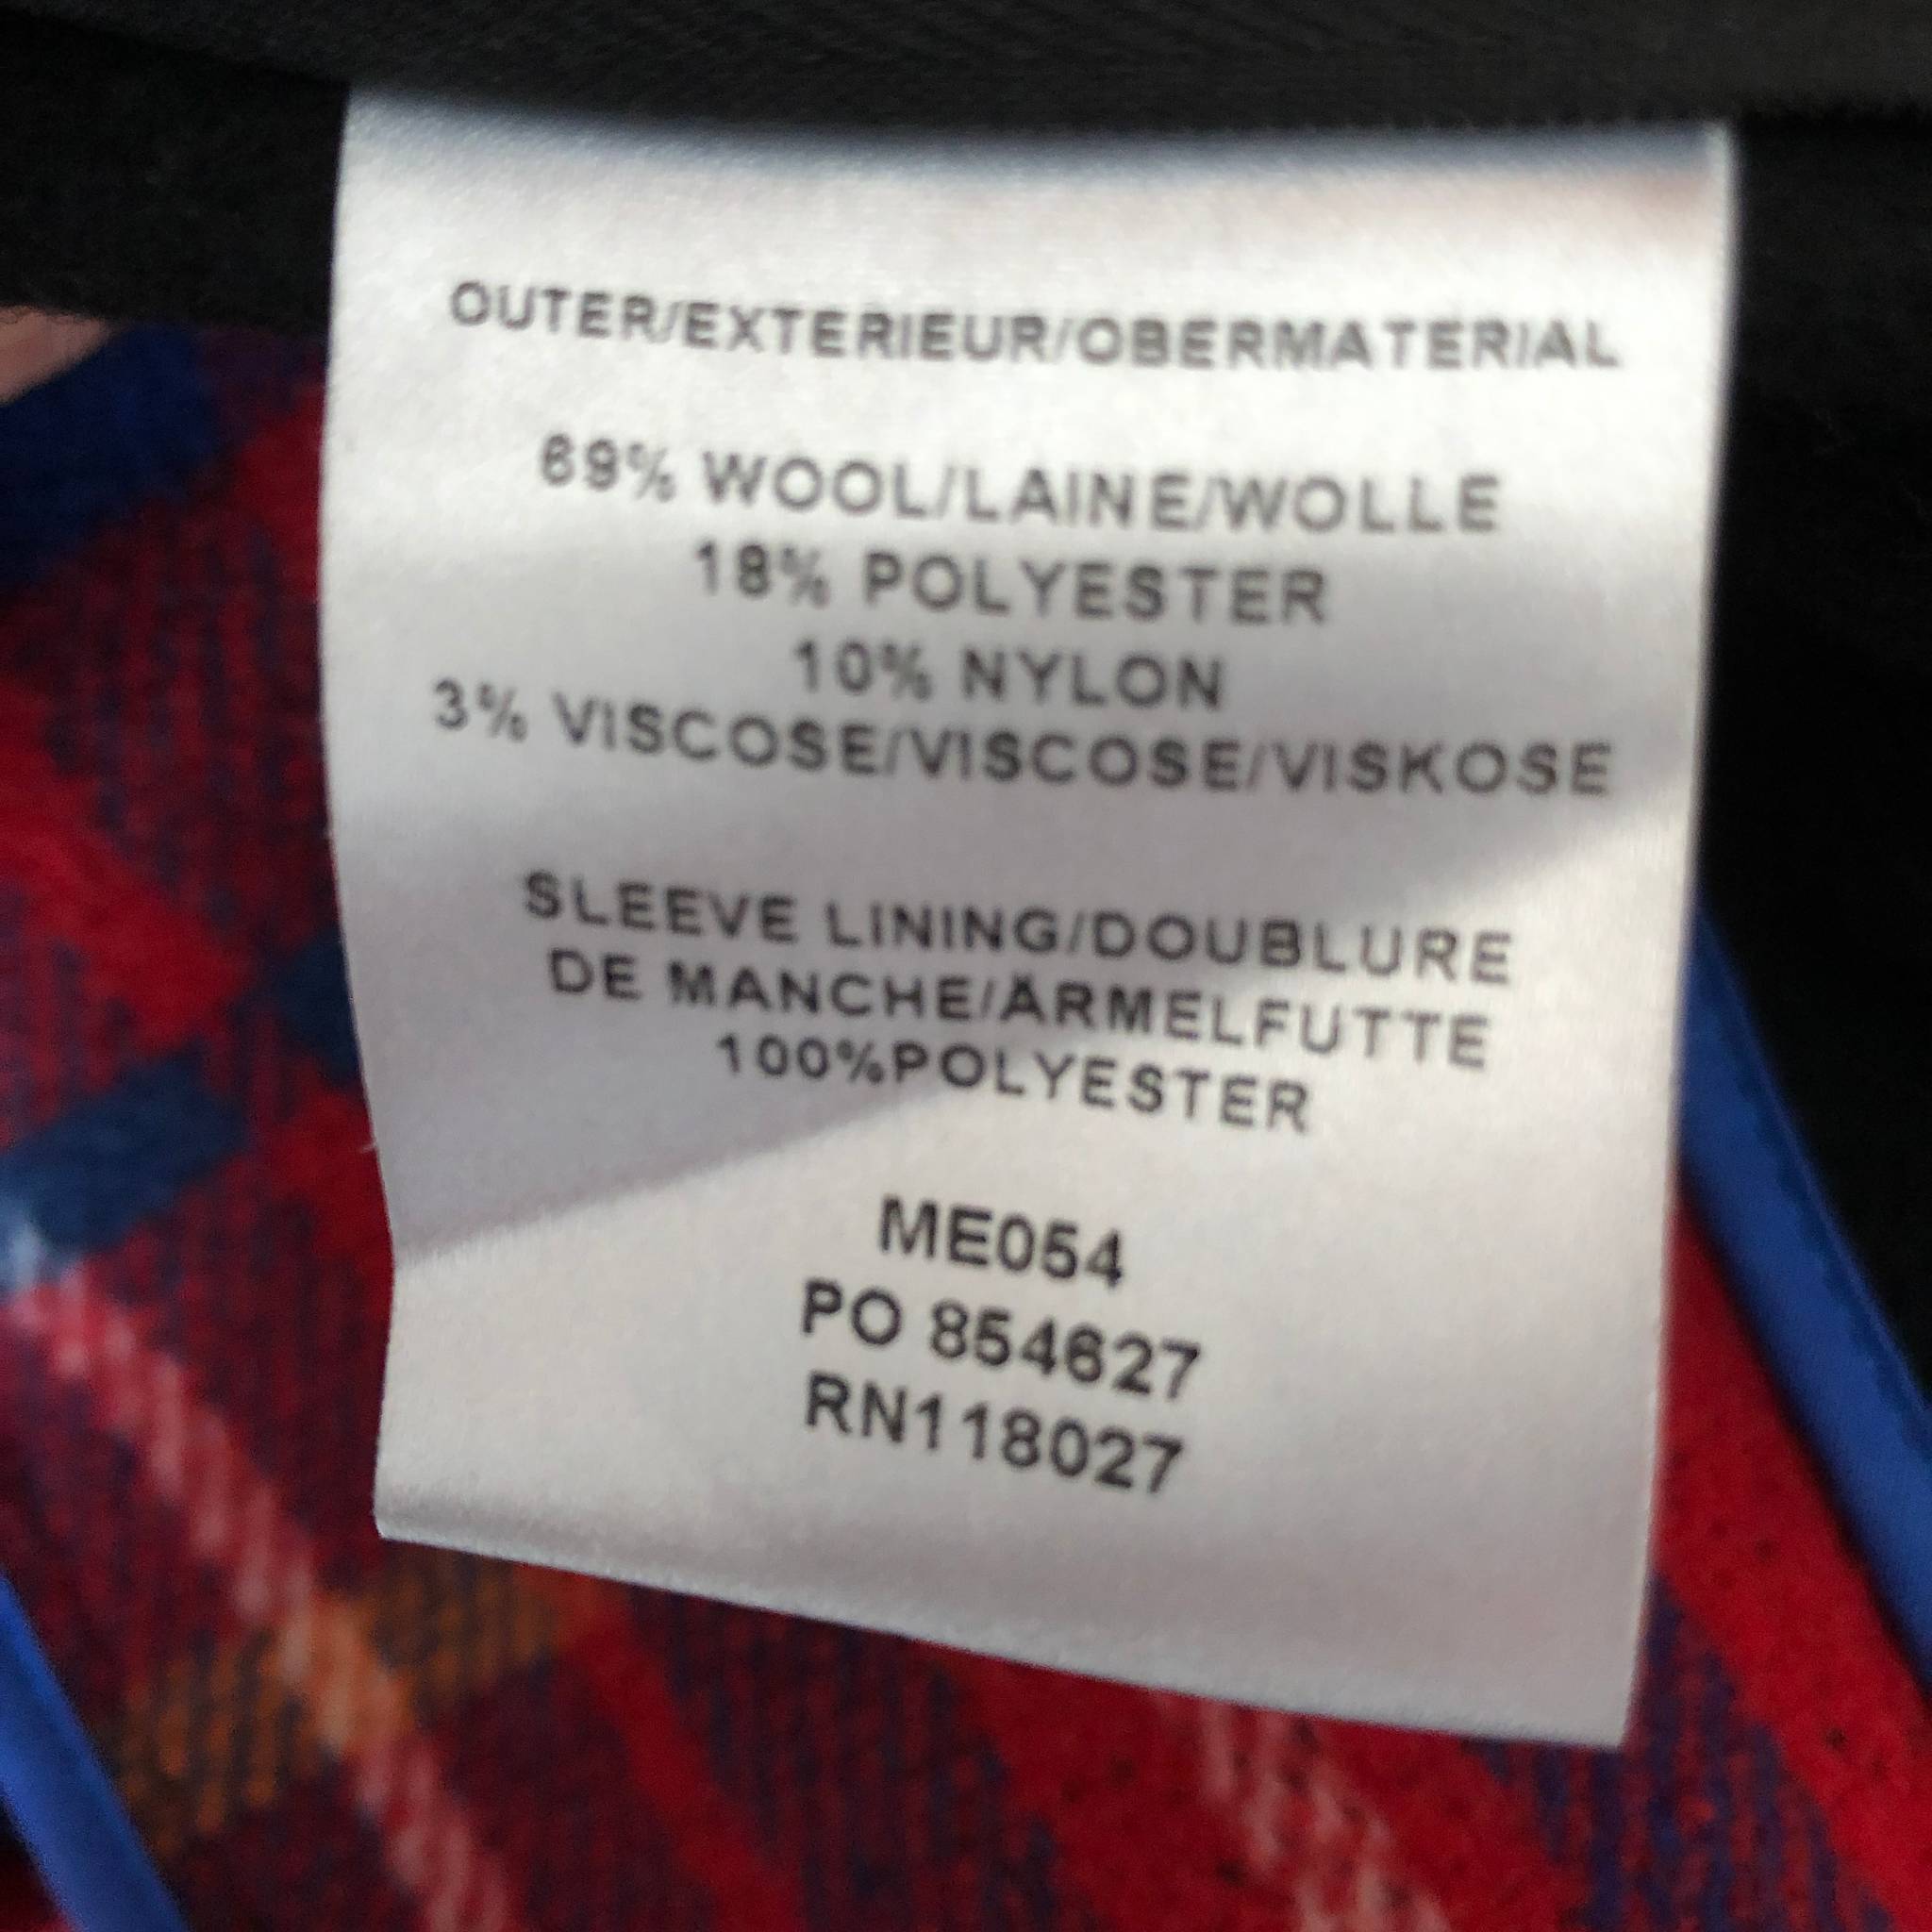 OUTER/EXTERIEUR/OBERMATERIAL
69% WOOL/LAINE/WOLLE
18% POLYESTER
10% NYLON
3% VISCOSE/VISCOSE/VISKOSE
SLEEVE LINING/DOUBLURE
DE MANCHE/ÄRMELFUTTE
100%POLYESTER
ME054
PO 854627
RN118027